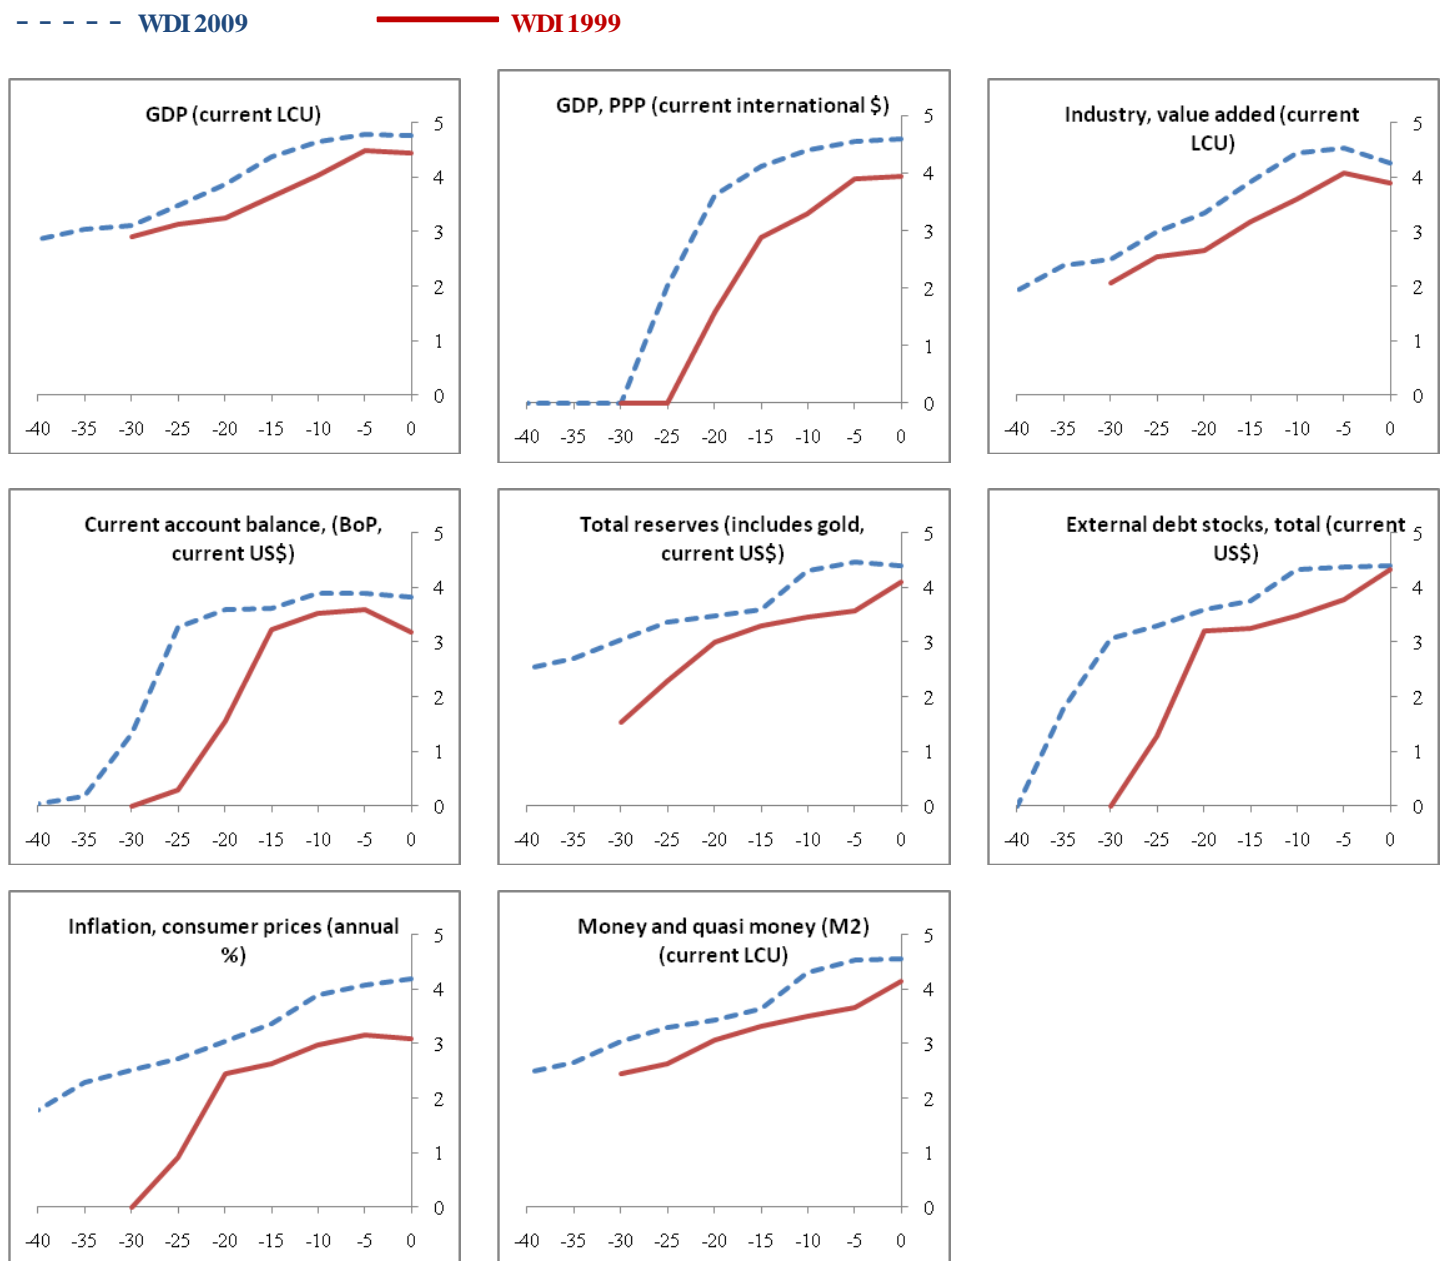 WDI 2009 WDI 1999
GDP (current LCU)
5
4
3
2
1
0
-40 -35 -30 -25 -20 -15 -10 -5 0
GDP, PPP (current international $)
5
4
3
2
1
0
-40 -35 -30 -25 -20 -15 -10 -5 0
Industry, value added (current
LCU)
5
4
3
2
1
0
-40 -35 -30 -25 -20 -15 -10 -5 0
Current account balance, (BoP,
current US$)
5
4
3
2
1
0
-40 -35 -30 -25 -20 -15 -10 -5 0
Total reserves (includes gold,
current US$)
5
4
3
2
1
0
-40 -35 -30 -25 -20 -15 -10 -5 0
External debt stocks, total (current
US$)
5
4
3
2
1
0
-40 -35 -30 -25 -20 -15 -10 -5 0
Inflation, consumer prices (annual
%)
5
4
3
2
1
0
-40 -35 -30 -25 -20 -15 -10 -5 0
Money and quasi money (M2)
(current LCU)
5
4
3
2
1
0
-40 -35 -30 -25 -20 -15 -10 -5 0